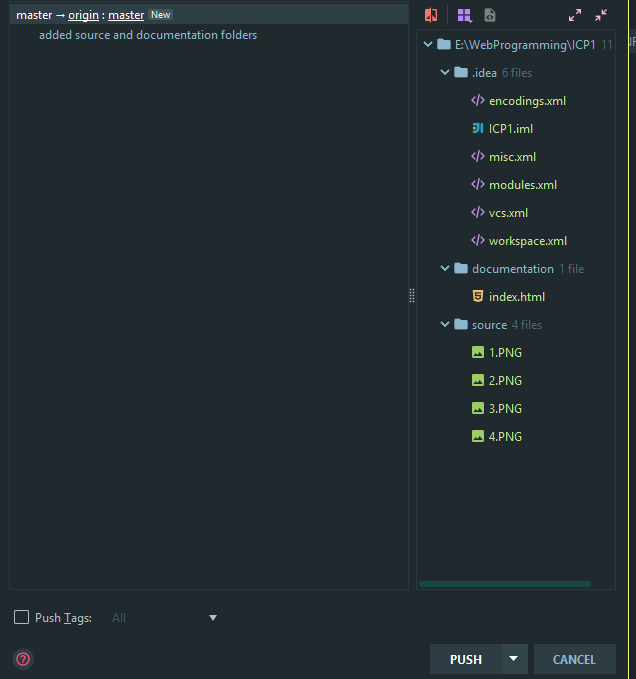 master → origin : master New
added source and documentation folders
E:\WebProgramming\ICP1 11
.idea 6 files
encodings.xml
ICP1.iml
misc.xml
modules.xml
vcs.xml
workspace.xml
documentation 1 file
index.html
source 4 files
1.PNG
2.PNG
3.PNG
4.PNG
Push Tags: All
PUSH CANCEL